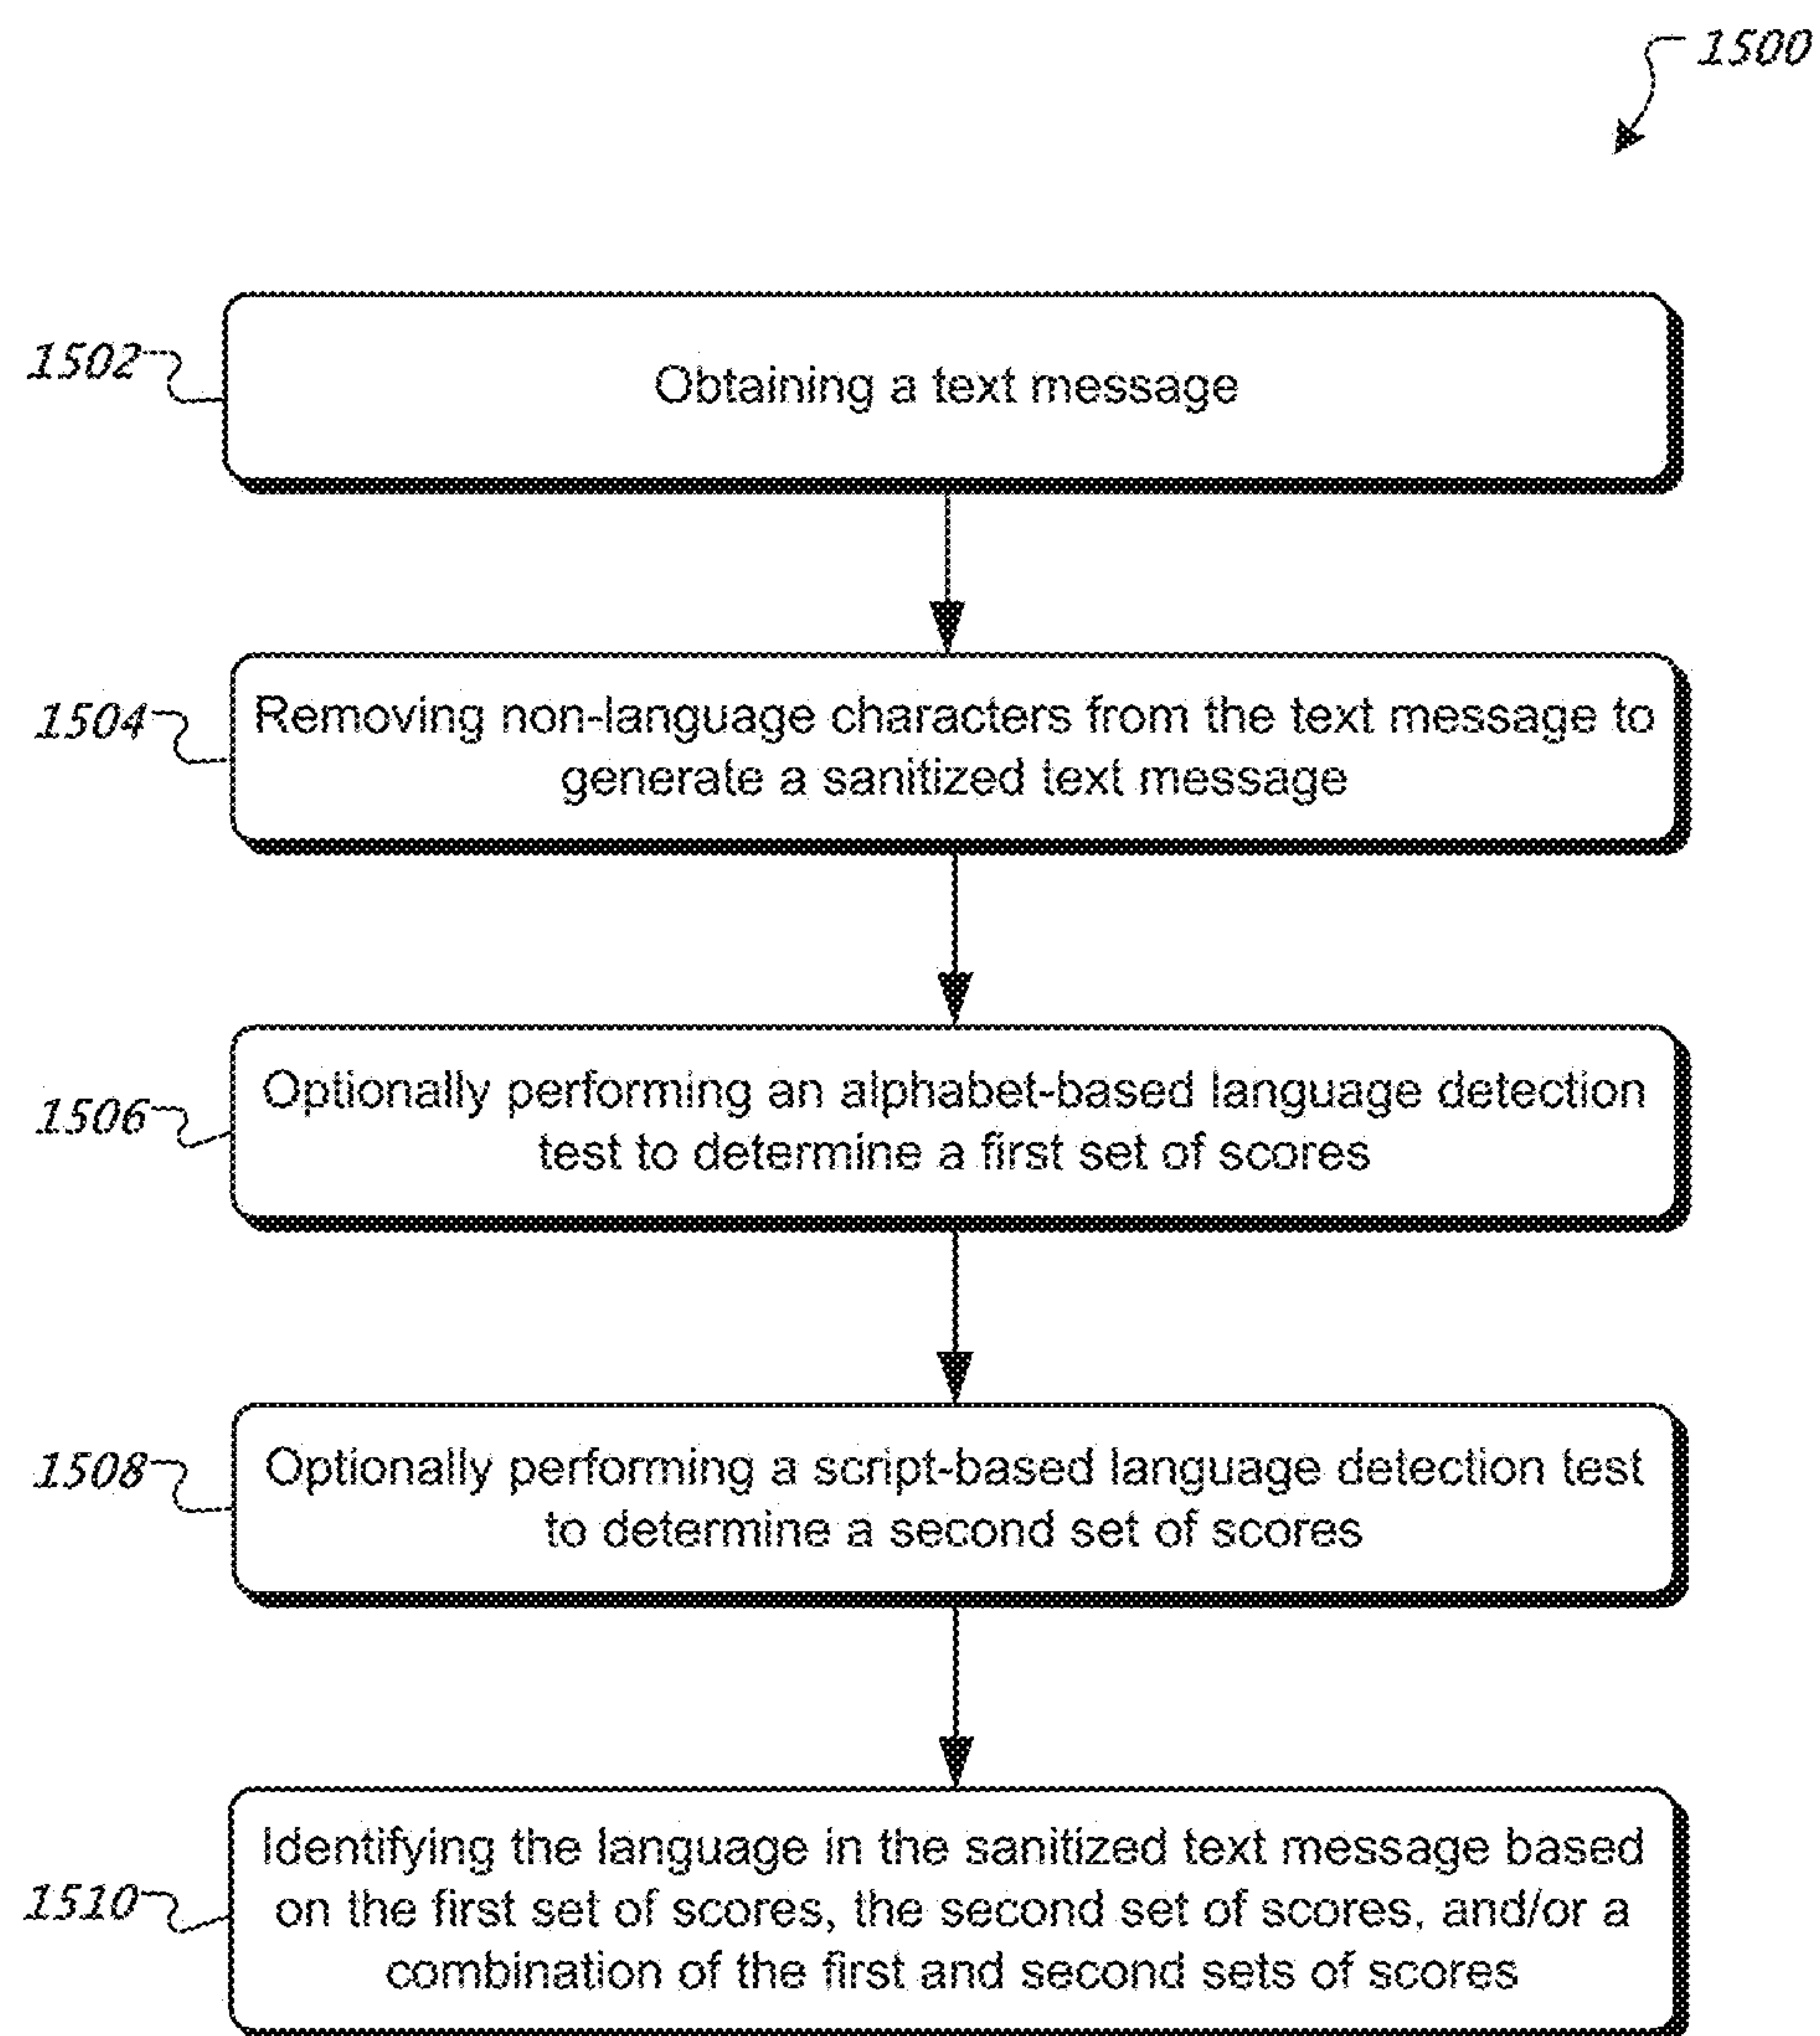 1500
1502
Obtaining a text message
1504
Removing non-language characters from the text message to
generate a sanitized text message
1506
Optionally performing an alphabet-based language detection
test to determine a first set of scores
1508
Optionally performing a script-based language detection test
to determine a second set of scores
1510
Identifying the language in the sanitized text message based
on the first set of scores, the second set of scores, and/or a
combination of the first and second sets of scores